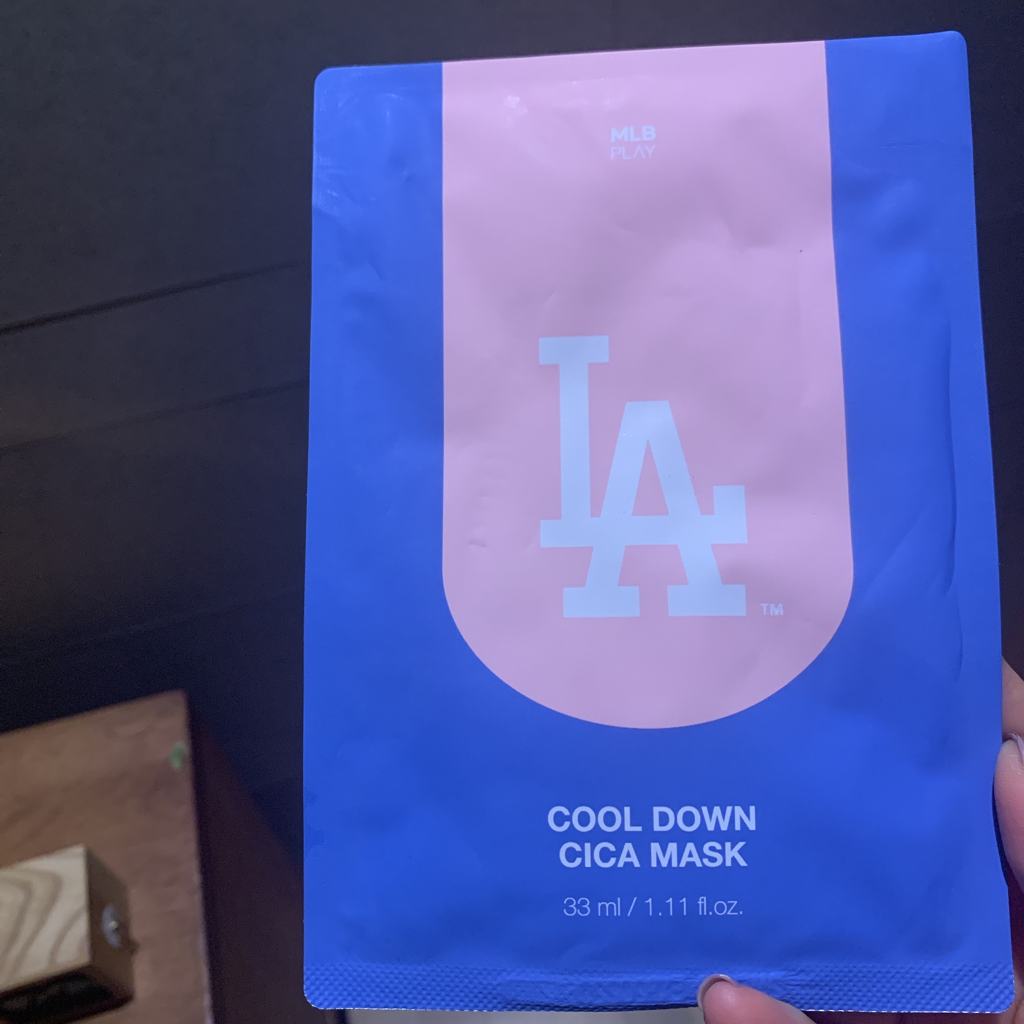 MLB
PLAY
LA
TM
COOL DOWN
CICA MASK
33 ml / 1.11 fl.oz.